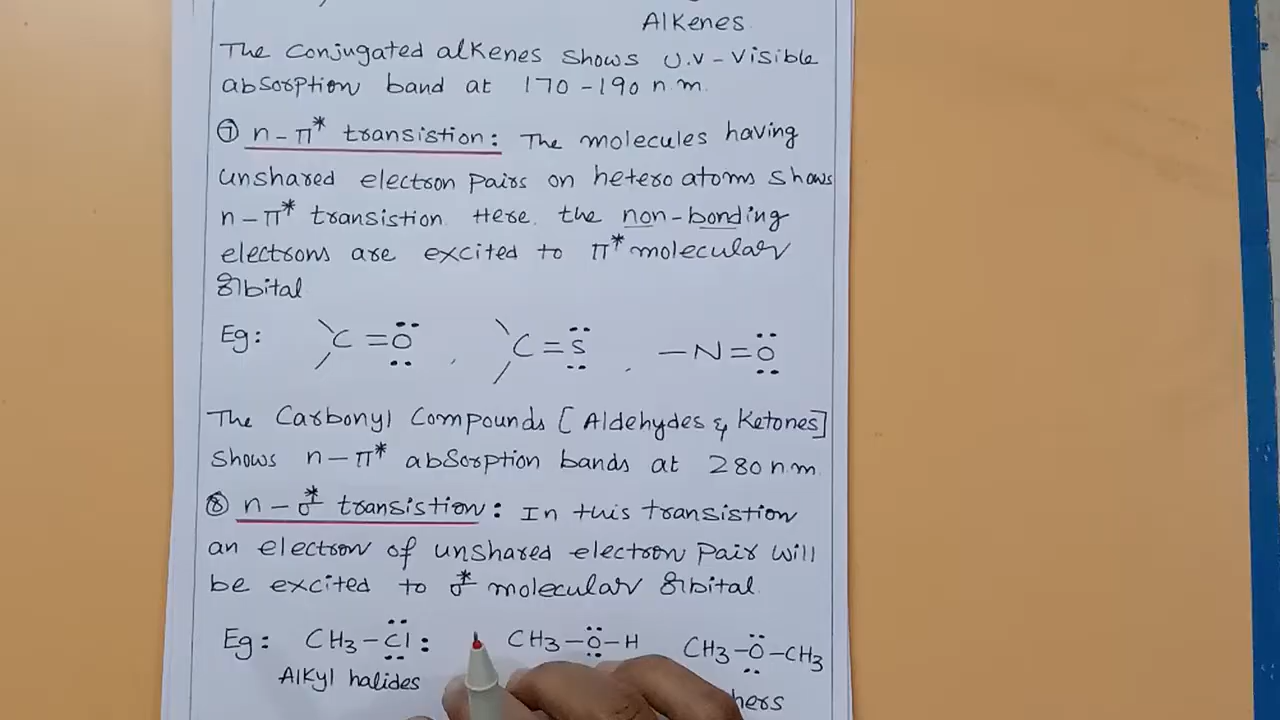 Alkenes
The Conjugated alkenes shows U.V - Visible
absorption band at 170 - 190 n.m.
⑦ n - π* transistion: The molecules having
unshared electron pairs on hetero atoms shows
n - π* transistion. Here. the non-bonding
electrons are excited to π* molecular
orbital
Eg: C = O , C = S , - N = O
The Carbonyl Compounds [Aldehydes & Ketones]
shows n - π* absorption bands at 280 n.m.
⑧ n - σ* transistion: In this transistion
an electron of unshared electron pair will
be excited to σ* molecular orbital.
Eg: CH3 - Cl: CH3 - O - H CH3 - O - CH3
Alkyl halides